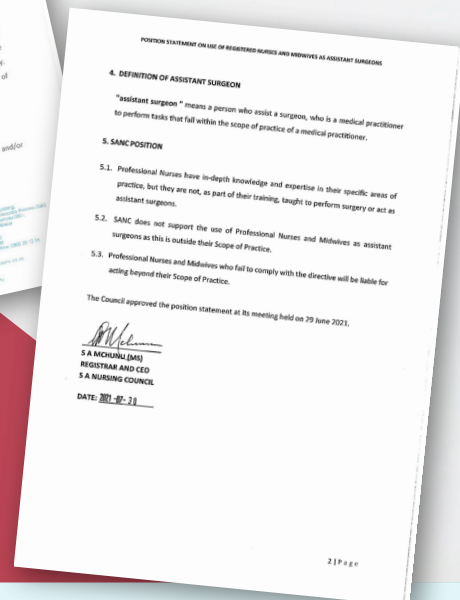 and/or
POSITION STATEMENT ON USE OF REGISTERED NURSES AND MIDWIVES AS ASSISTANT SURGEONS
4. DEFINITION OF ASSISTANT SURGEON
"assistant surgeon " means a person who assist a surgeon, who is a medical practitioner
to perform tasks that fall within the scope of practice of a medical practitioner.
5. SANC POSITION
5.1. Professional Nurses have in-depth knowledge and expertise in their specific areas of
practice, but they are not, as part of their training, taught to perform surgery or act as
assistant surgeons.
5.2. SANC does not support the use of Professional Nurses and Midwives as assistant
surgeons as this is outside their Scope of Practice.
5.3. Professional Nurses and Midwives who fail to comply with the directive will be liable for
acting beyond their Scope of Practice.
The Council approved the position statement at its meeting held on 29 June 2021.
S A MCHUNU (MS)
REGISTRAR AND CEO
S A NURSING COUNCIL
DATE: 2021 -07- 30
2 | Page